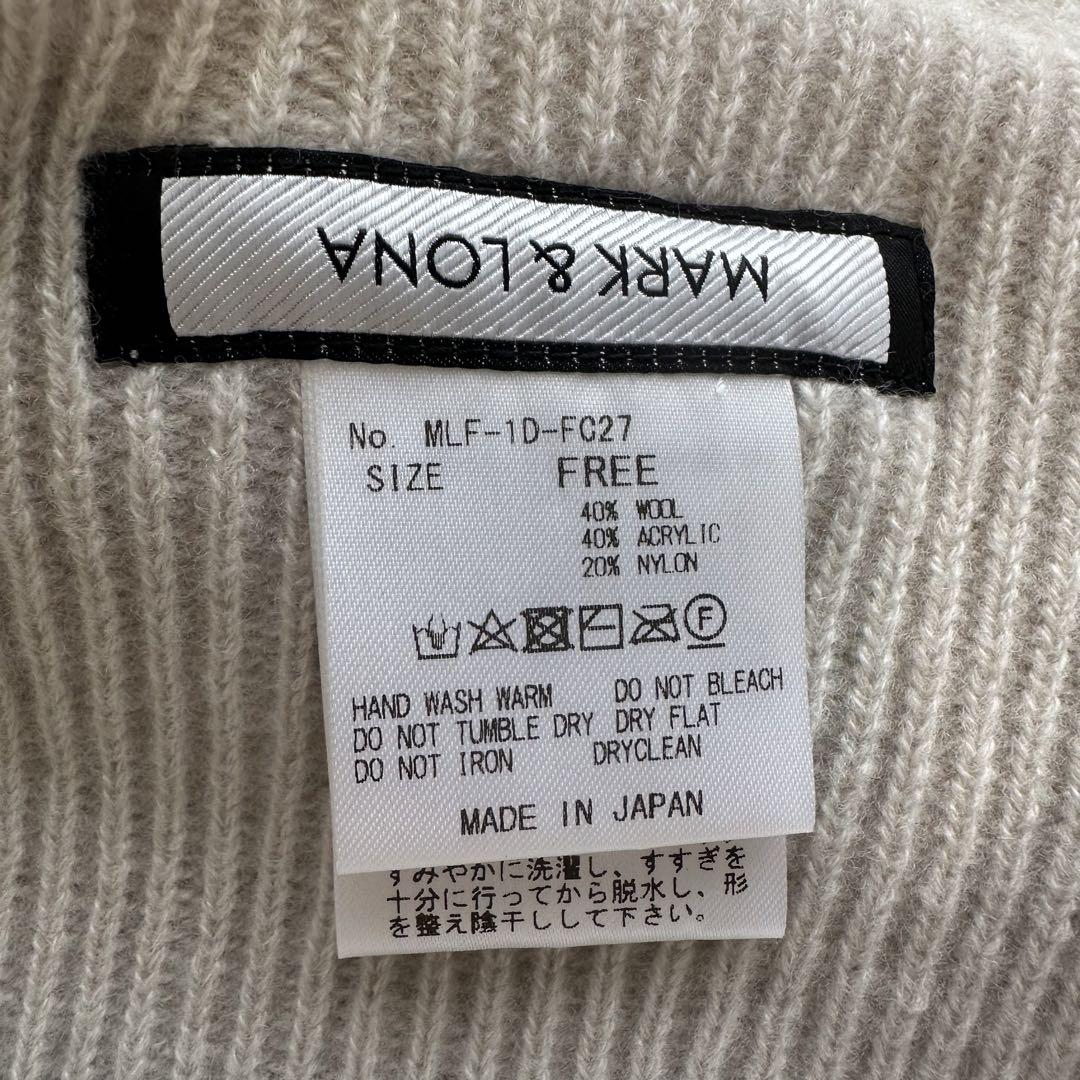 MARK & LONA
No. MLF-1D-FC27
SIZE FREE
40% WOOL
40% ACRYLIC
20% NYLON
F
HAND WASH WARM DO NOT BLEACH
DO NOT TUMBLE DRY DRY FLAT
DO NOT IRON DRYCLEAN
MADE IN JAPAN
すみやかに洗濯し、すすぎを
十分に行ってから脱水し、形
を整え陰干しして下さい。